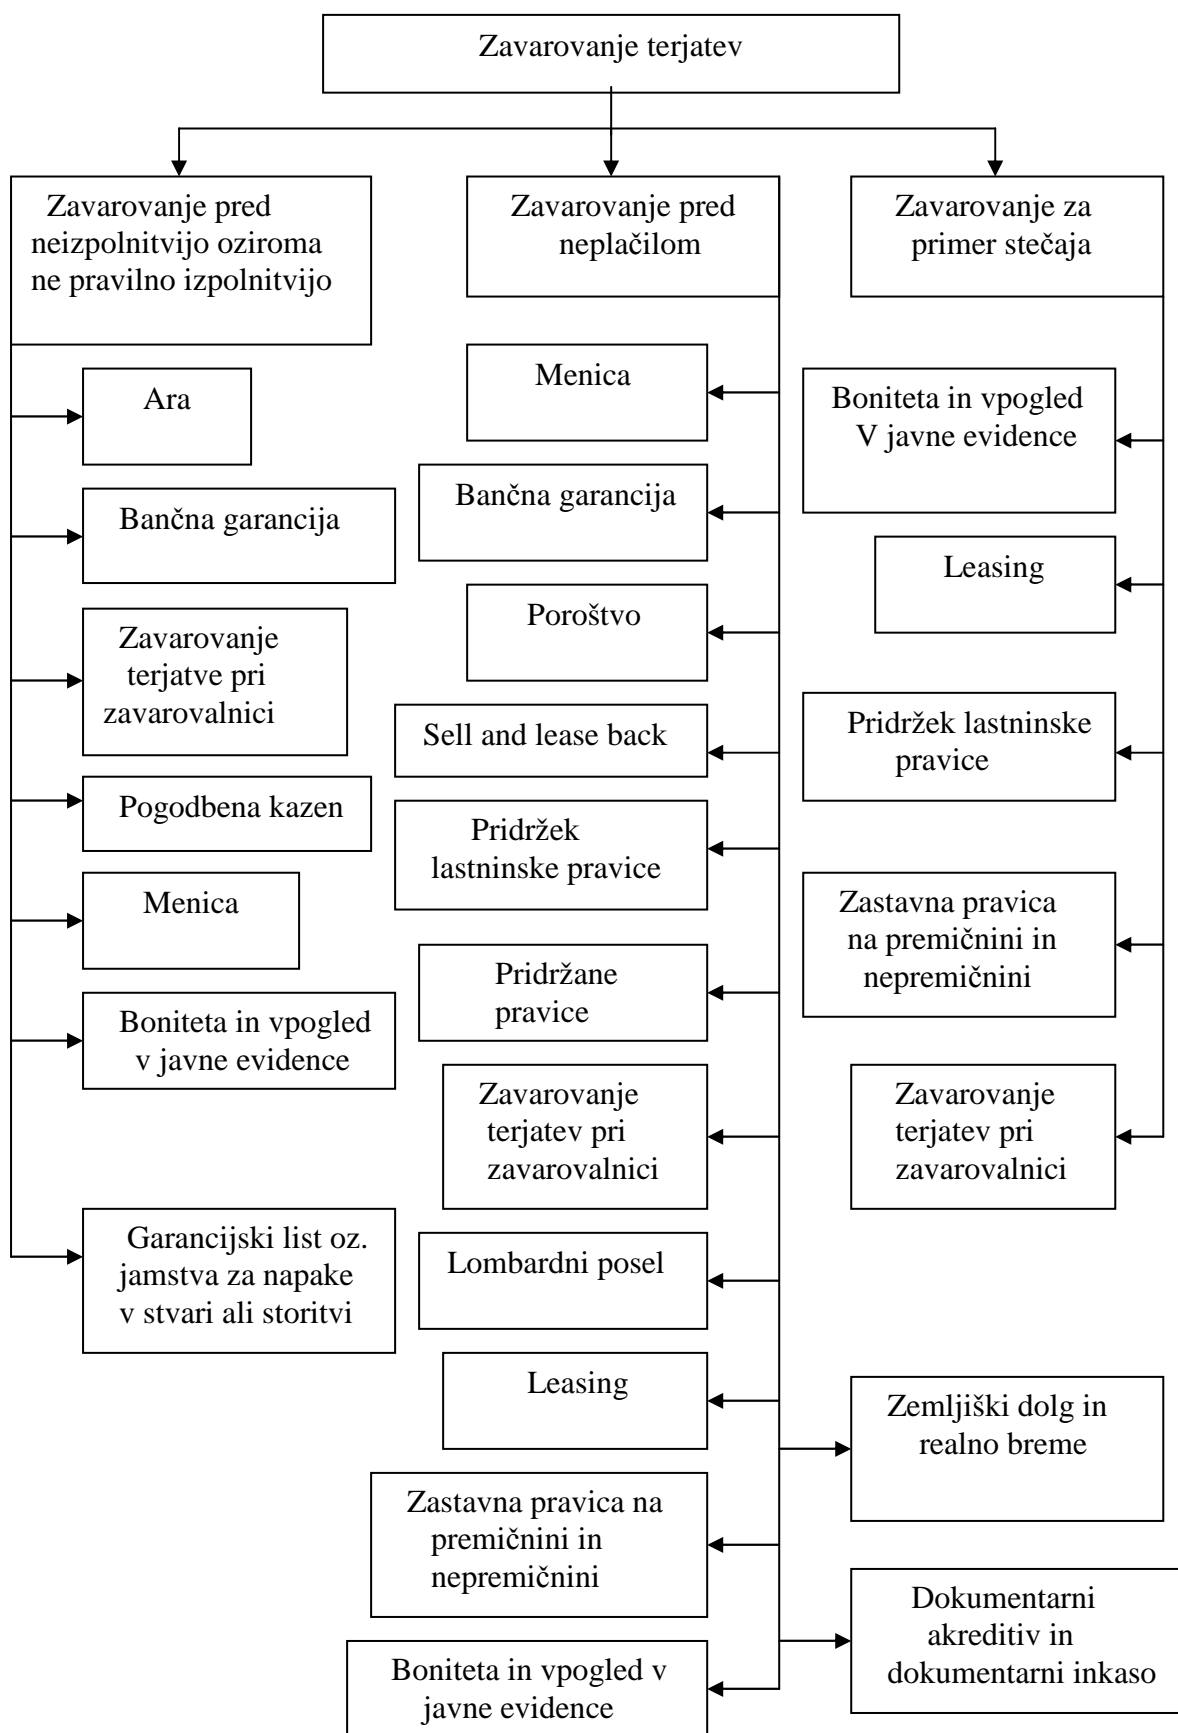 Zavarovanje terjatev
Zavarovanje pred
neizpolnitvijo oziroma
ne pravilno izpolnitvijo
Ara
Bančna garancija
Zavarovanje
terjatve pri
zavarovalnici
Pogodbena kazen
Menica
Boniteta in vpogled
v javne evidence
Garancijski list oz.
jamstva za napake
v stvari ali storitvi
Zavarovanje pred
neplačilom
Menica
Bančna garancija
Poroštvo
Sell and lease back
Pridržek
lastninske pravice
Pridržane
pravice
Zavarovanje
terjatev pri
zavarovalnici
Lombardni posel
Leasing
Zastavna pravica na
premičnini in
nepremičnini
Boniteta in vpogled v
javne evidence
Zemljiški dolg in
realno breme
Dokumentarni
akreditiv in
dokumentarni inkaso
Zavarovanje za
primer stečaja
Boniteta in vpogled
V javne evidence
Leasing
Pridržek lastninske
pravice
Zastavna pravica
na premičnini in
nepremičnini
Zavarovanje
terjatev pri
zavarovalnici